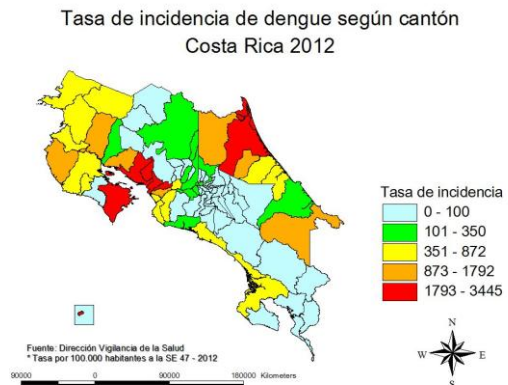 Tasa de incidencia de dengue según cantón
Costa Rica 2012
Tasa de incidencia
0 - 100
101 - 350
351 - 872
873 - 1792
1793 - 3445
Fuente: Dirección Vigilancia de la Salud
* Tasa por 100.000 habitantes a la SE 47 - 2012
90000 0 90000 180000 Kilometers
N
W E
S